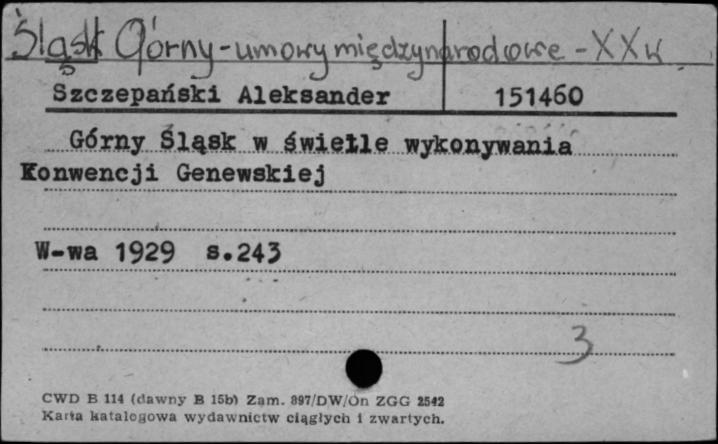 Śląsk Górny - umowy międzynarodowe - XX w.
Szczepański Aleksander 151460
Górny Śląsk w świetle wykonywania
Konwencji Genewskiej
W-wa 1929 s.243
3
CWD B 114 (dawny B 15b) Zam. 897/DW/On ZGG 2542
Karta katalogowa wydawnictw ciągłych i zwartych.